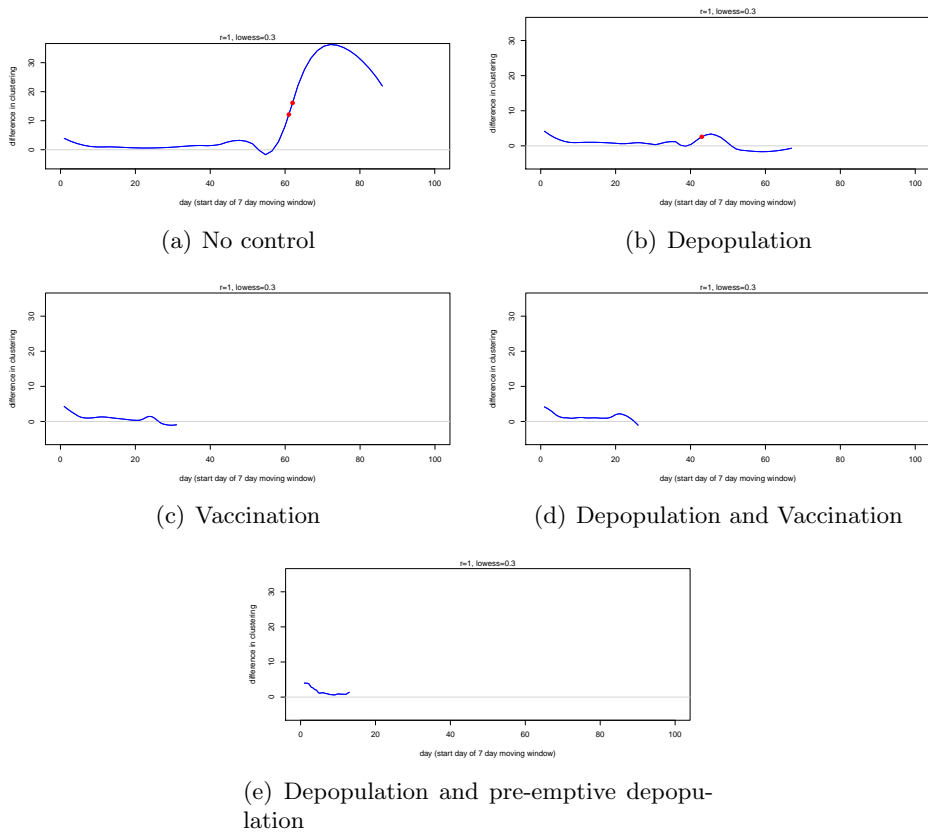 r=1, lowess=0.3
difference in clustering
0 10 20 30
0 20 40 60 80 100
day (start day of 7 day moving window)
(a) No control
r=1, lowess=0.3
difference in clustering
0 10 20 30
0 20 40 60 80 100
day (start day of 7 day moving window)
(b) Depopulation
r=1, lowess=0.3
difference in clustering
0 10 20 30
0 20 40 60 80 100
day (start day of 7 day moving window)
(c) Vaccination
r=1, lowess=0.3
difference in clustering
0 10 20 30
0 20 40 60 80 100
day (start day of 7 day moving window)
(d) Depopulation and Vaccination
r=1, lowess=0.3
difference in clustering
0 10 20 30
0 20 40 60 80 100
day (start day of 7 day moving window)
(e) Depopulation and pre-emptive depopu-
lation